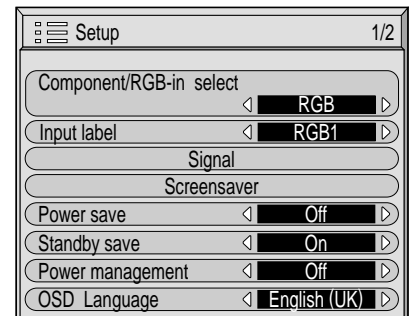 Setup 1/2
Component/RGB-in select
RGB
Input label RGB1
Signal
Screensaver
Power save Off
Standby save On
Power management Off
OSD Language English (UK)